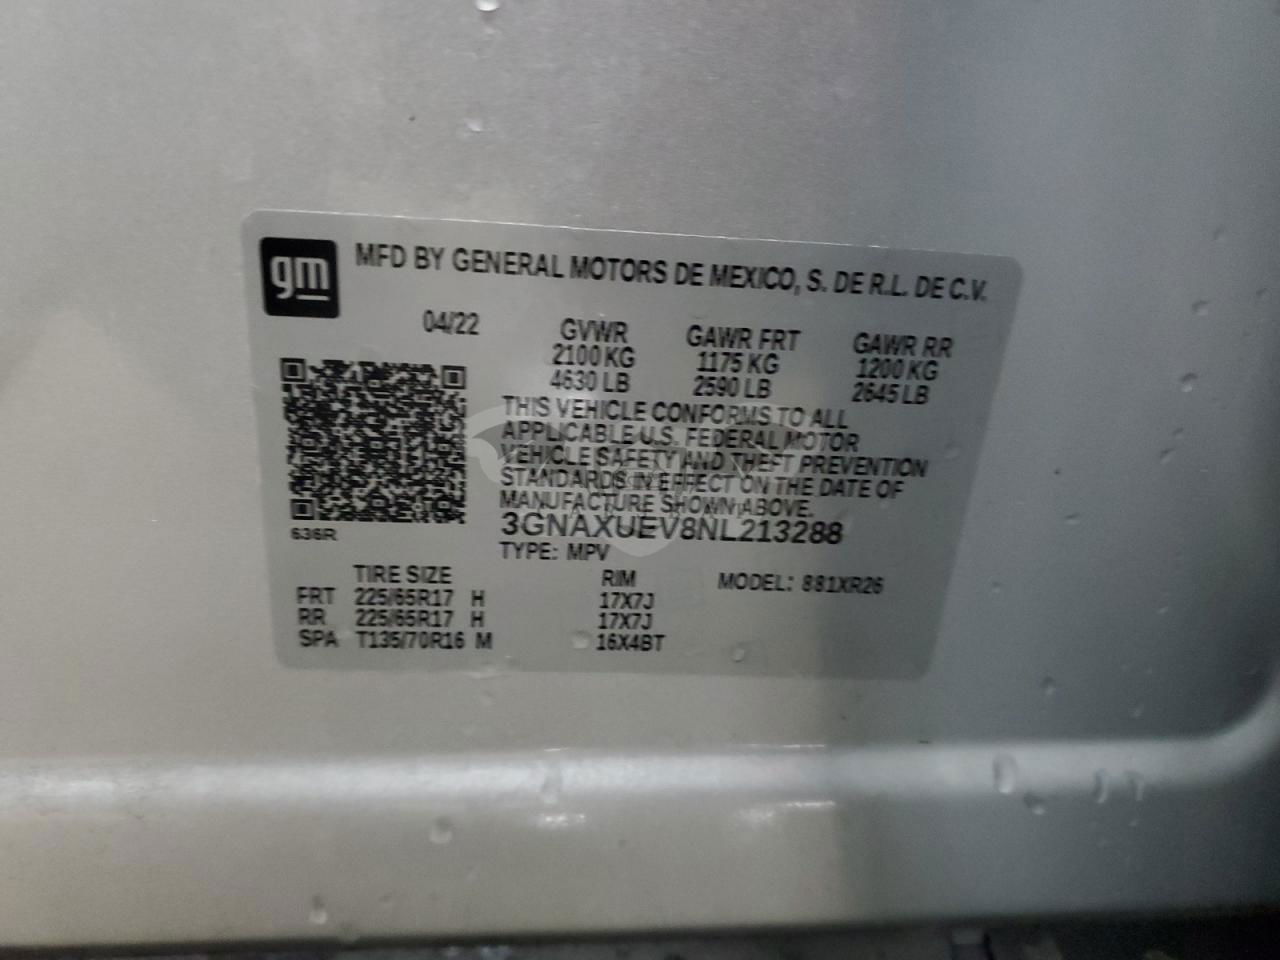 gm
MFD BY GENERAL MOTORS DE MEXICO, S. DE R.L. DE C.V.
04/22 GVWR GAWR FRT GAWR RR
2100 KG 1175 KG 1200 KG
4630 LB 2590 LB 2645 LB
THIS VEHICLE CONFORMS TO ALL
APPLICABLE U.S. FEDERAL MOTOR
VEHICLE SAFETY AND THEFT PREVENTION
STANDARDS IN EFFECT ON THE DATE OF
MANUFACTURE SHOWN ABOVE.
3GNAXUEV8NL213288
636R
TYPE: MPV
TIRE SIZE RIM MODEL: 881XR26
FRT 225/65R17 H 17X7J
RR 225/65R17 H 17X7J
SPA T135/70R16 M 16X4BT